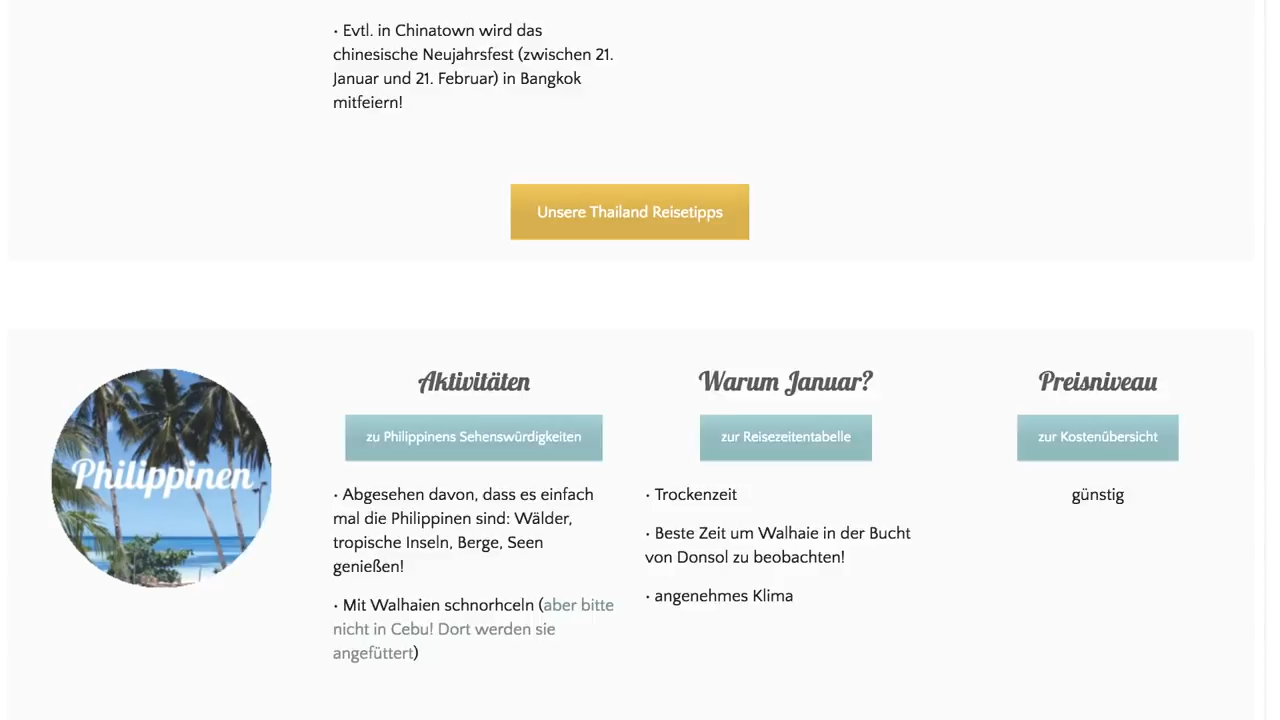 • Evtl. in Chinatown wird das
chinesische Neujahrsfest (zwischen 21.
Januar und 21. Februar) in Bangkok
mitfeiern!
Unsere Thailand Reisetipps
Philippinen
Aktivitäten
zu Philippinens Sehenswürdigkeiten
• Abgesehen davon, dass es einfach
mal die Philippinen sind: Wälder,
tropische Inseln, Berge, Seen
genießen!
• Mit Walhaien schnorhceln (aber bitte
nicht in Cebu! Dort werden sie
angefüttert)
Warum Januar?
zur Reisezeitentabelle
• Trockenzeit
• Beste Zeit um Walhaie in der Bucht
von Donsol zu beobachten!
• angenehmes Klima
Preisniveau
zur Kostenübersicht
günstig